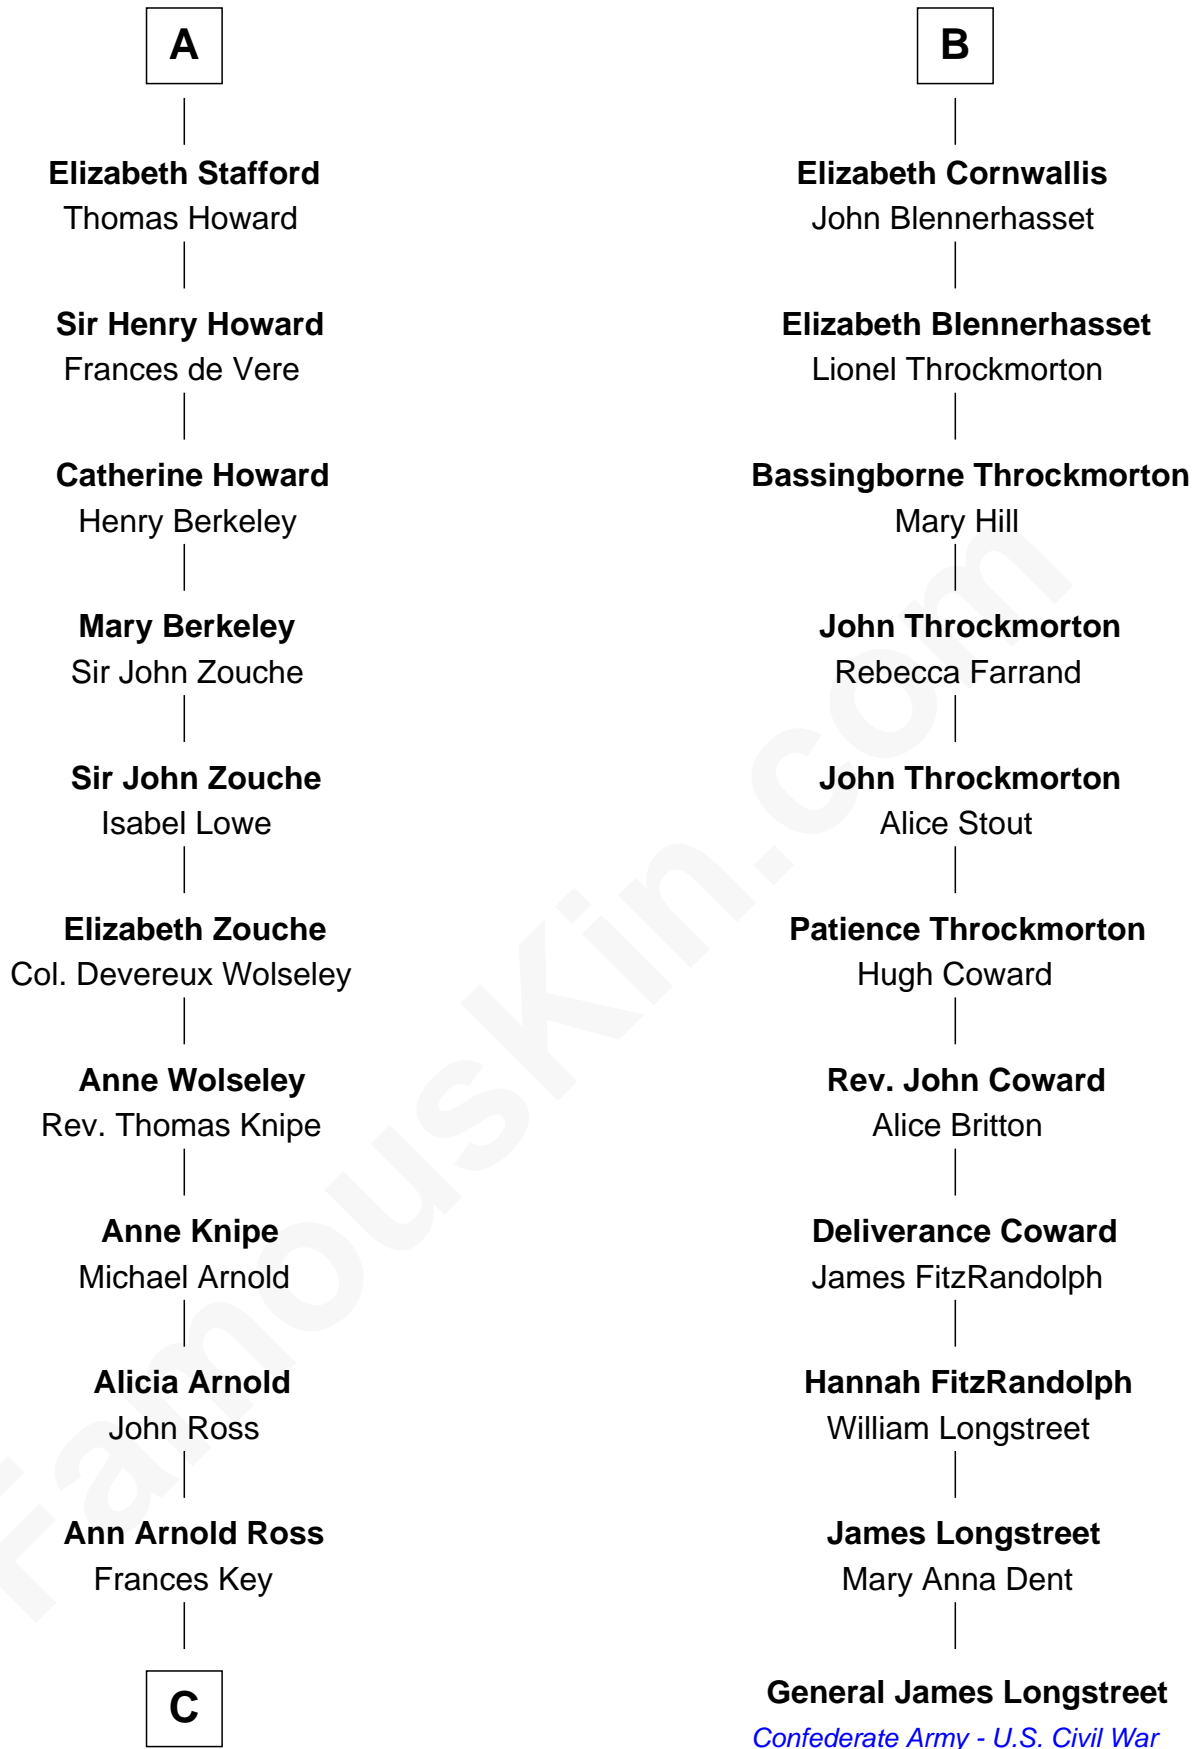 A
Elizabeth Stafford
Thomas Howard
Sir Henry Howard
Frances de Vere
Catherine Howard
Henry Berkeley
Mary Berkeley
Sir John Zouche
Sir John Zouche
Isabel Lowe
Elizabeth Zouche
Col. Devereux Wolseley
Anne Wolseley
Rev. Thomas Knipe
Anne Knipe
Michael Arnold
Alicia Arnold
John Ross
Ann Arnold Ross
Frances Key
C
B
Elizabeth Cornwallis
John Blennerhasset
Elizabeth Blennerhasset
Lionel Throckmorton
Bassingborne Throckmorton
Mary Hill
John Throckmorton
Rebecca Farrand
John Throckmorton
Alice Stout
Patience Throckmorton
Hugh Coward
Rev. John Coward
Alice Britton
Deliverance Coward
James FitzRandolph
Hannah FitzRandolph
William Longstreet
James Longstreet
Mary Anna Dent
General James Longstreet
Confederate Army - U.S. Civil War
FamousKin.com